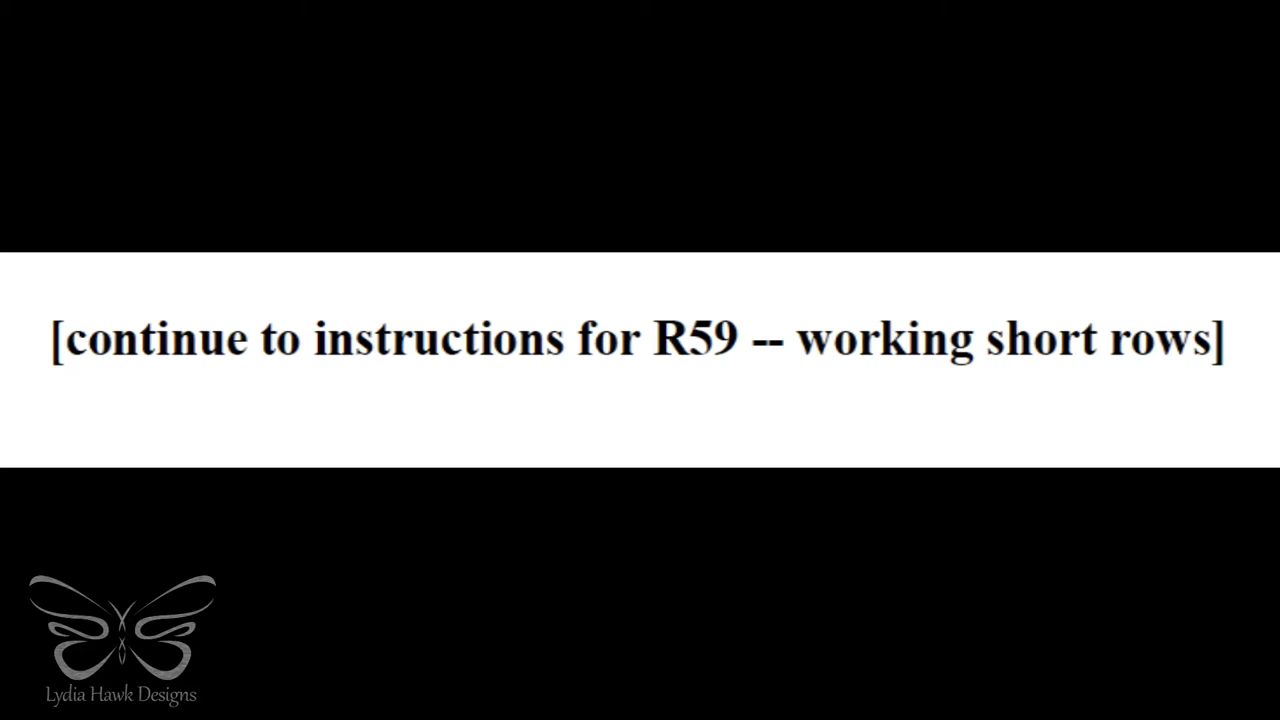 [continue to instructions for R59 -- working short rows]
Lydia Hawk Designs